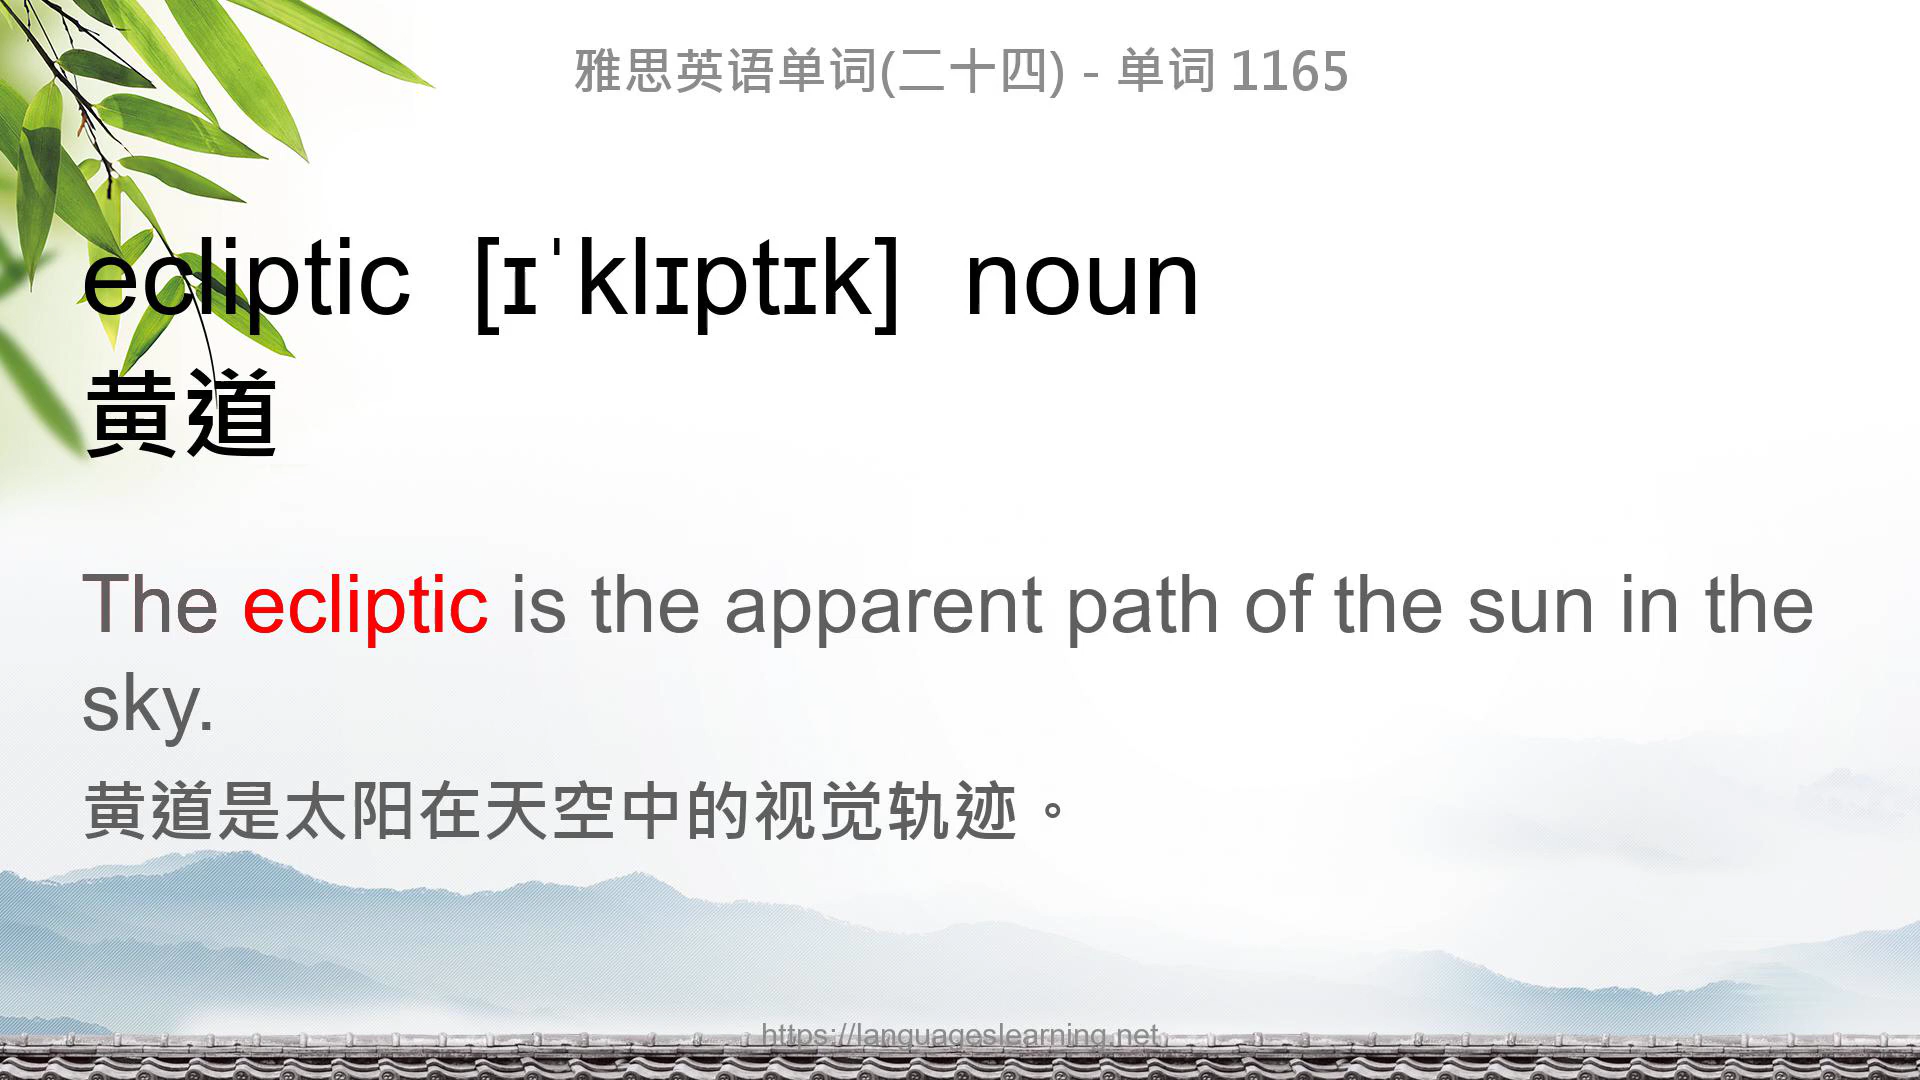 雅思英语单词(二十四) - 单词 1165
ecliptic [ɪˈklɪptɪk] noun
黄道
The ecliptic is the apparent path of the sun in the
sky.
黄道是太阳在天空中的视觉轨迹。
https://languageslearning.net